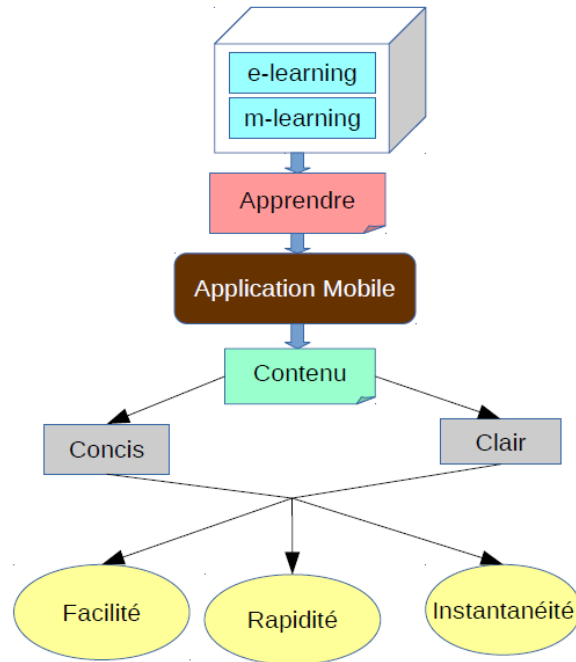 e-learning
m-learning
Apprendre
Application Mobile
Contenu
Concis
Clair
Facilité
Rapidité
Instantanéité